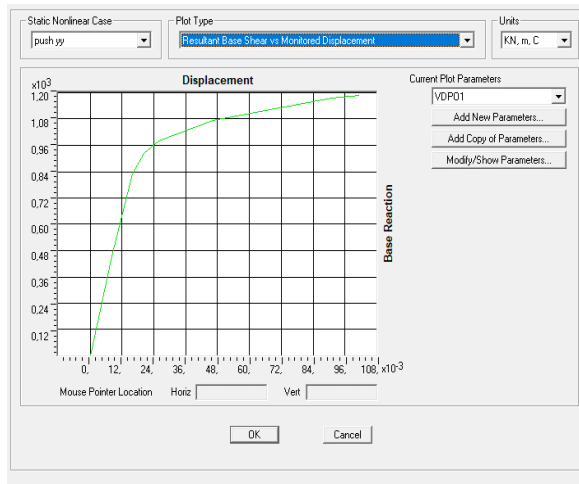 Static Nonlinear Case
push yy
Plot Type
Resultant Base Shear vs Monitored Displacement
Units
KN, m, C
Current Plot Parameters
VDPO1
Add New Parameters...
Add Copy of Parameters...
Modify/Show Parameters...
x10³
Displacement
1,20
1,08
0,96
0,84
0,72
0,60
0,48
0,36
0,24
0,12
Base Reaction
0, 12, 24, 36, 48, 60, 72, 84, 96, 108, x10-3
Mouse Pointer Location Horiz Vert
OK Cancel